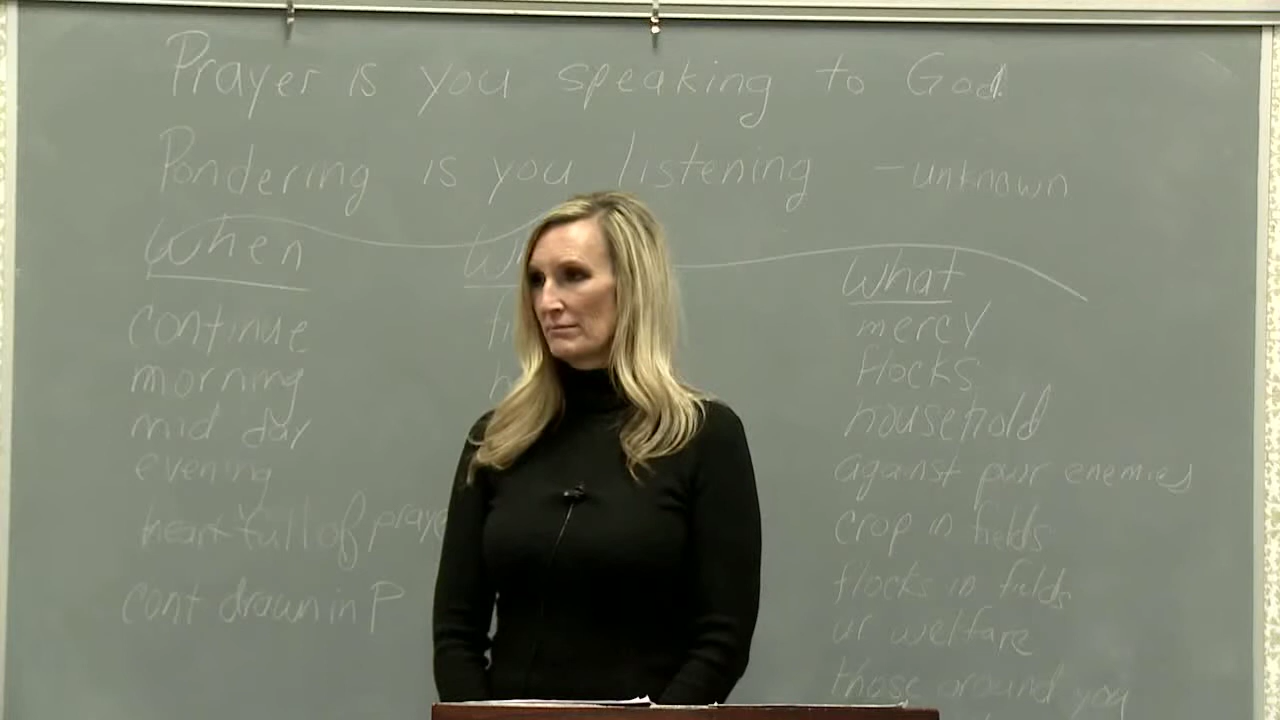 Prayer is you speaking to God.
Pondering is you listening - unknown
When
continue
morning
mid day
evening
heart full of praye
cont drawn in P
What
mercy
flocks
household
against
enemies
crop in fields
flocks in fields
ur welfare
those around you